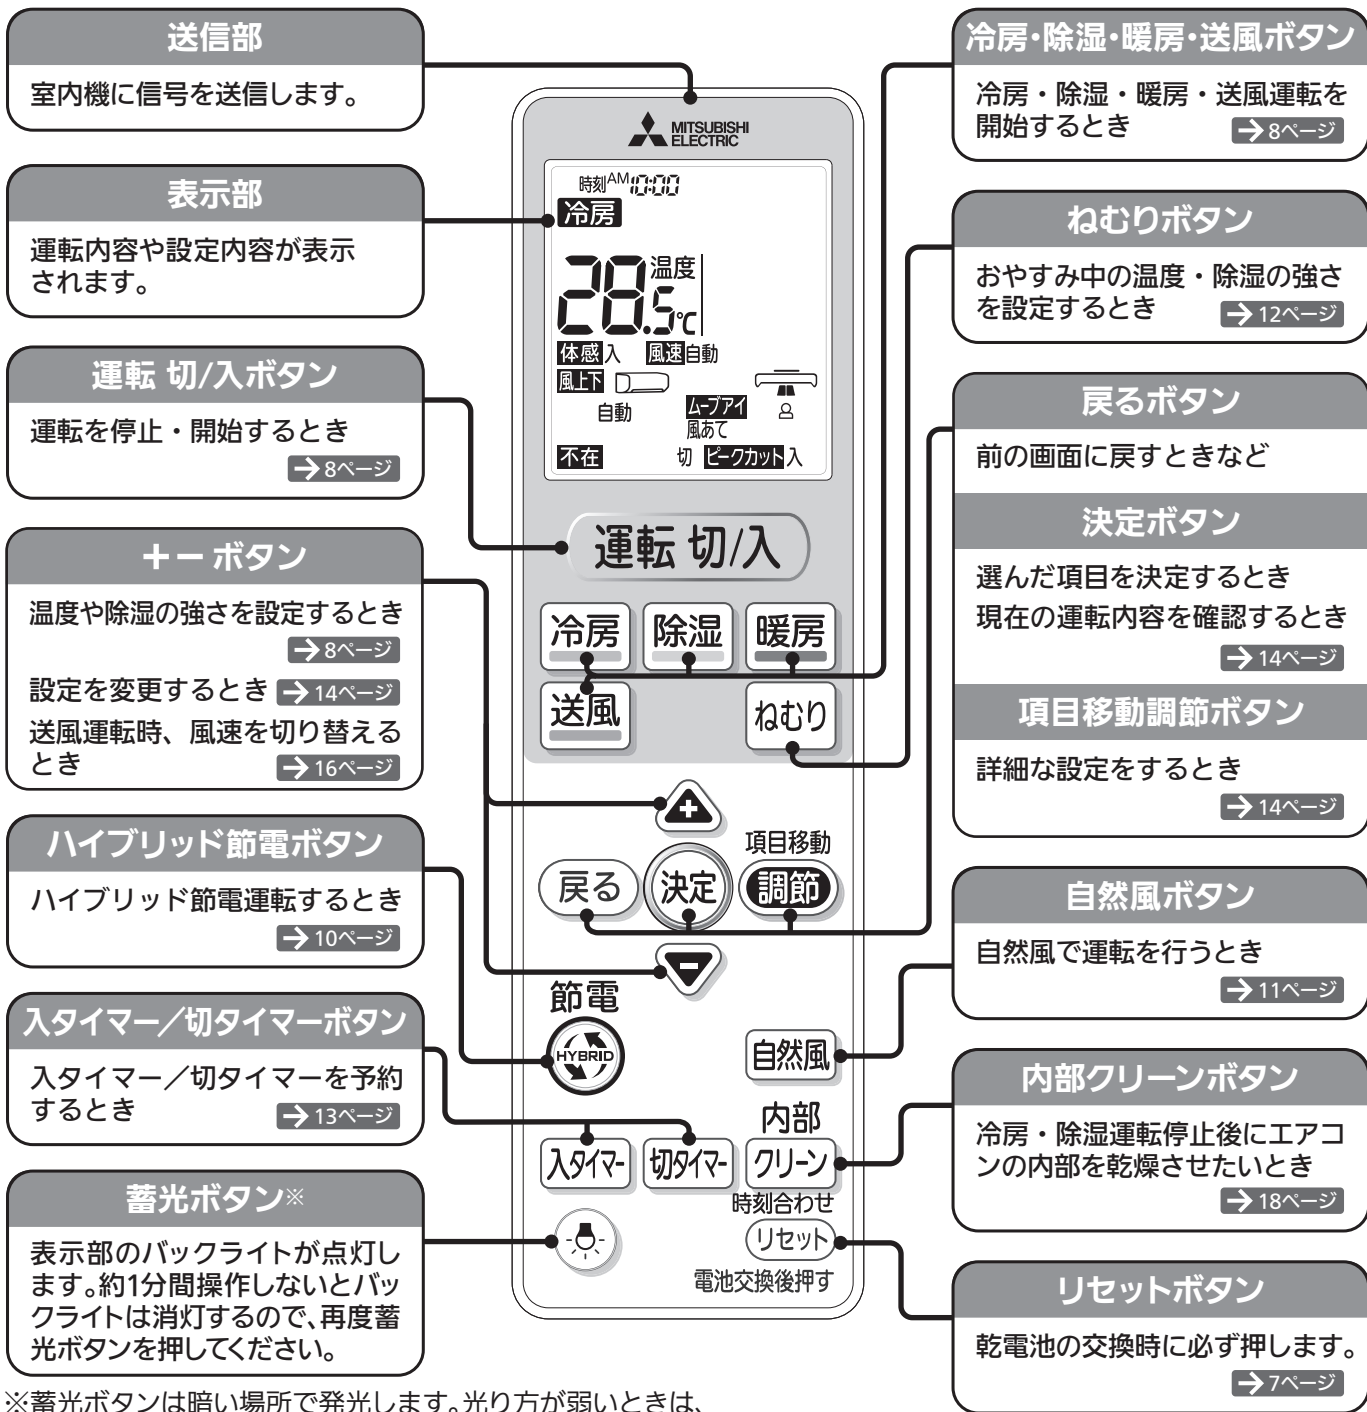 送信部
室内機に信号を送信します。
表示部
運転内容や設定内容が表示
されます。
運転 切/入ボタン
運転を停止・開始するとき
→8ページ
＋－ ボタン
温度や除湿の強さを設定するとき
→8ページ
設定を変更するとき →14ページ
送風運転時、風速を切り替える
とき →16ページ
ハイブリッド節電ボタン
ハイブリッド節電運転するとき
→10ページ
入タイマー／切タイマーボタン
入タイマー／切タイマーを予約
するとき →13ページ
蓄光ボタン※
表示部のバックライトが点灯し
ます。約1分間操作しないとバッ
クライトは消灯するので、再度蓄
光ボタンを押してください。
※蓄光ボタンは暗い場所で発光します。光り方が弱いときは、
MITSUBISHI
ELECTRIC
時刻AM10:00
冷房
28.5℃ 温度
体感 入 風速 自動
風上下
自動 ムーブアイ
風あて
不在 切 ピークカット 入
運転 切/入
冷房 除湿 暖房
送風 ねむり
＋
項目移動
戻る 決定 調節
－
節電
HYBRID
自然風
内部
入タイマー 切タイマー クリーン
時刻合わせ
リセット
電池交換後押す
冷房・除湿・暖房・送風ボタン
冷房・除湿・暖房・送風運転を
開始するとき →8ページ
ねむりボタン
おやすみ中の温度・除湿の強さ
を設定するとき →12ページ
戻るボタン
前の画面に戻すときなど
決定ボタン
選んだ項目を決定するとき
現在の運転内容を確認するとき
→14ページ
項目移動調節ボタン
詳細な設定をするとき
→14ページ
自然風ボタン
自然風で運転を行うとき
→11ページ
内部クリーンボタン
冷房・除湿運転停止後にエアコ
ンの内部を乾燥させたいとき
→18ページ
リセットボタン
乾電池の交換時に必ず押します。
→7ページ